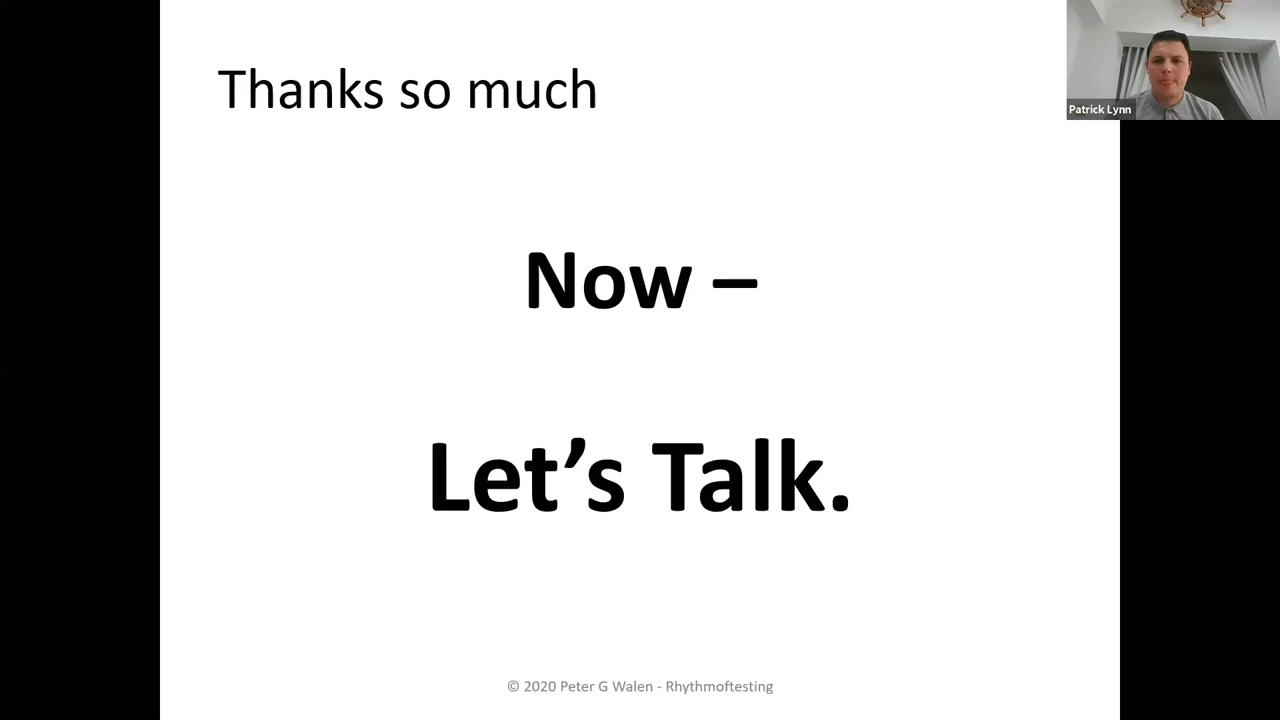 Thanks so much
Patrick Lynn
Now –
Let’s Talk.
© 2020 Peter G Walen - Rhythmoftesting